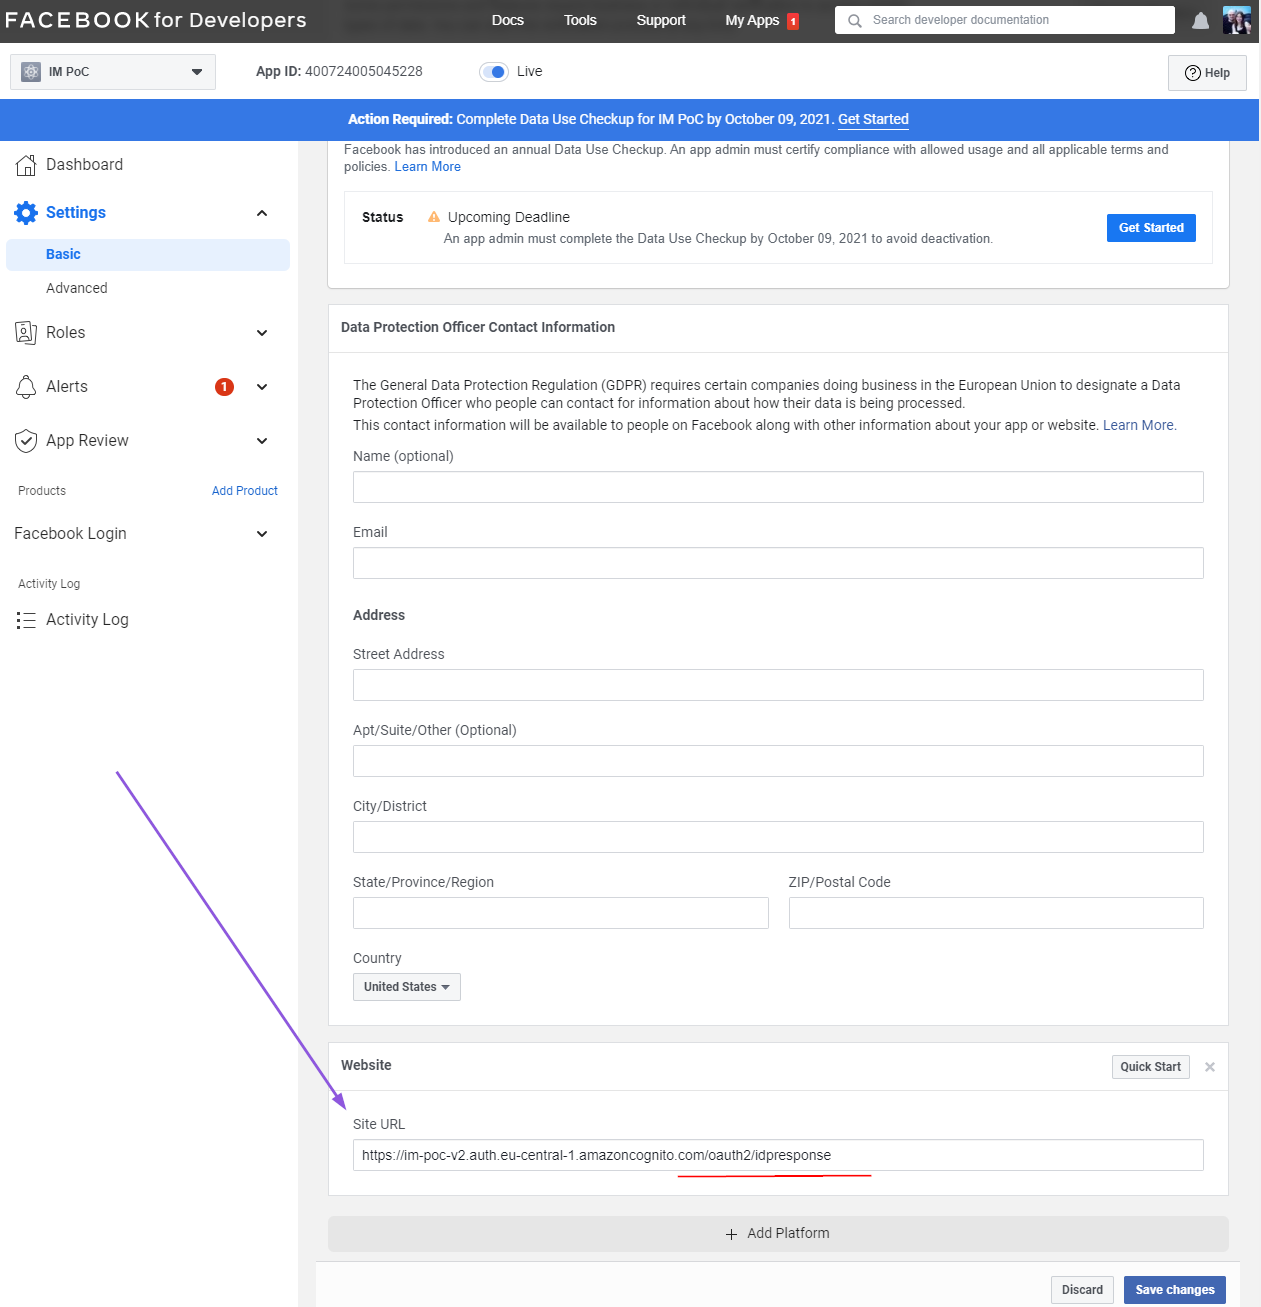 FACEBOOK for Developers
Docs
Tools
Support
My Apps 1
Search developer documentation
IM PoC
App ID: 400724005045228
Live
Help
Action Required: Complete Data Use Checkup for IM PoC by October 09, 2021. Get Started
Dashboard
Settings
Basic
Advanced
Roles
Alerts
1
App Review
Products
Add Product
Facebook Login
Activity Log
Activity Log
Facebook has introduced an annual Data Use Checkup. An app admin must certify compliance with allowed usage and all applicable terms and
policies. Learn More
Status
Upcoming Deadline
An app admin must complete the Data Use Checkup by October 09, 2021 to avoid deactivation.
Get Started
Data Protection Officer Contact Information
The General Data Protection Regulation (GDPR) requires certain companies doing business in the European Union to designate a Data
Protection Officer who people can contact for information about how their data is being processed.
This contact information will be available to people on Facebook along with other information about your app or website. Learn More.
Name (optional)
Email
Address
Street Address
Apt/Suite/Other (Optional)
City/District
State/Province/Region
ZIP/Postal Code
Country
United States
Website
Quick Start
Site URL
https://im-poc-v2.auth.eu-central-1.amazoncognito.com/oauth2/idpresponse
+ Add Platform
Discard
Save changes